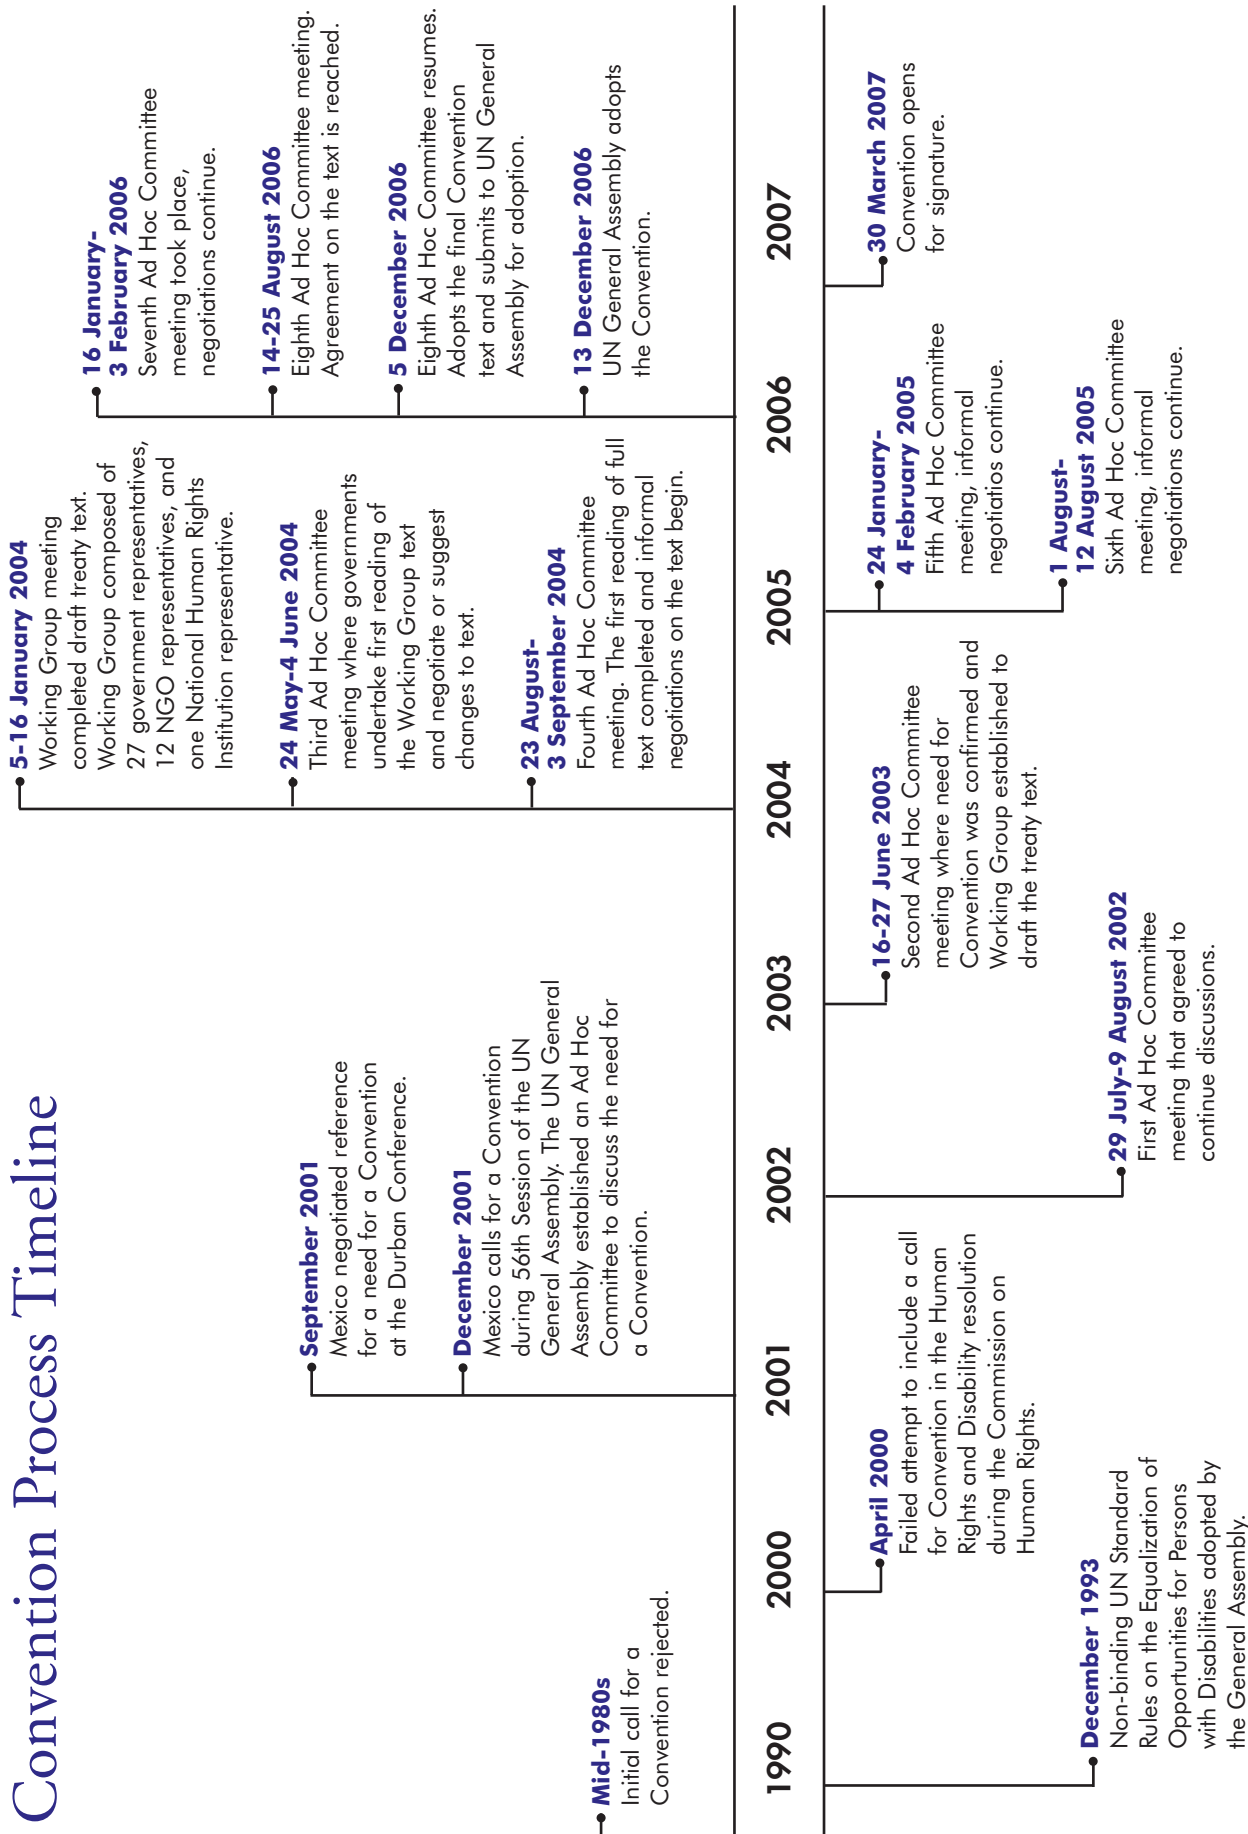 Convention Process Timeline
Mid-1980s
Initial call for a
Convention rejected.
September 2001
Mexico negotiated reference
for a need for a Convention
at the Durban Conference.
December 2001
Mexico calls for a Convention
during 56th Session of the UN
General Assembly. The UN General
Assembly established an Ad Hoc
Committee to discuss the need for
a Convention.
5-16 January 2004
Working Group meeting
completed draft treaty text.
Working Group composed of
27 government representatives,
12 NGO representatives, and
one National Human Rights
Institution representative.
24 May-4 June 2004
Third Ad Hoc Committee
meeting where governments
undertake first reading of
the Working Group text
and negotiate or suggest
changes to text.
23 August-
3 September 2004
Fourth Ad Hoc Committee
meeting. The first reading of full
text completed and informal
negotiations on the text begin.
16 January-
3 February 2006
Seventh Ad Hoc Committee
meeting took place,
negotiations continue.
14-25 August 2006
Eighth Ad Hoc Committee meeting.
Agreement on the text is reached.
5 December 2006
Eighth Ad Hoc Committee resumes.
Adopts the final Convention
text and submits to UN General
Assembly for adoption.
13 December 2006
UN General Assembly adopts
the Convention.
1990 2000 2001 2002 2003 2004 2005 2006 2007
December 1993
Non-binding UN Standard
Rules on the Equalization of
Opportunities for Persons
with Disabilities adopted by
the General Assembly.
April 2000
Failed attempt to include a call
for Convention in the Human
Rights and Disability resolution
during the Commission on
Human Rights.
29 July-9 August 2002
First Ad Hoc Committee
meeting that agreed to
continue discussions.
16-27 June 2003
Second Ad Hoc Committee
meeting where need for
Convention was confirmed and
Working Group established to
draft the treaty text.
24 January-
4 February 2005
Fifth Ad Hoc Committee
meeting, informal
negotiatios continue.
1 August-
12 August 2005
Sixth Ad Hoc Committee
meeting, informal
negotiations continue.
30 March 2007
Convention opens
for signature.